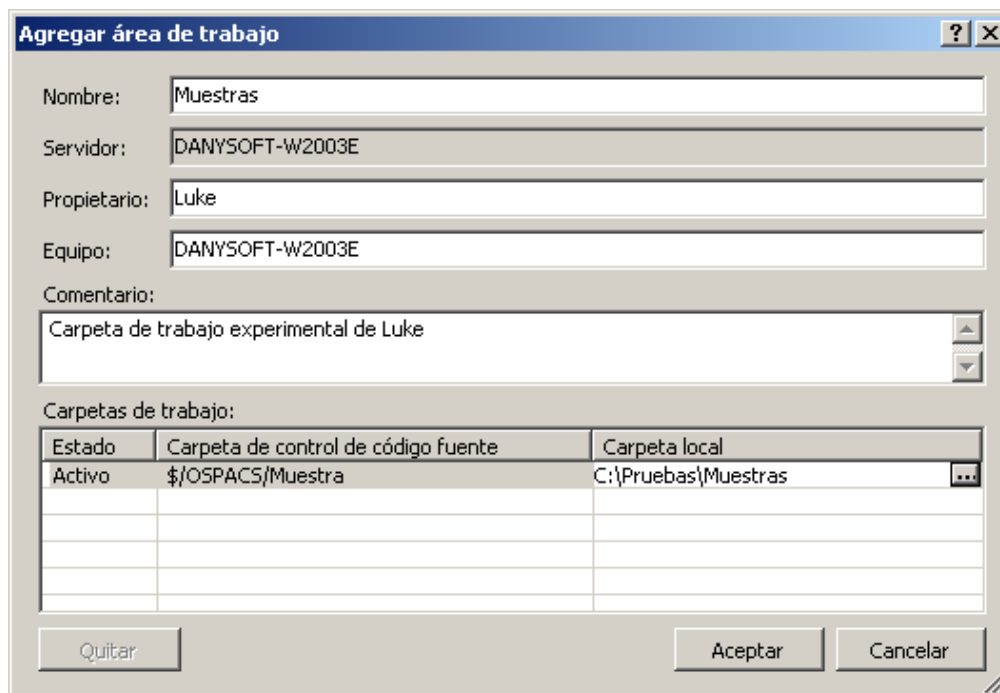 Agregar área de trabajo
Nombre: Muestras
Servidor: DANYSOFT-W2003E
Propietario: Luke
Equipo: DANYSOFT-W2003E
Comentario:
Carpeta de trabajo experimental de Luke
Carpetas de trabajo:
Estado Carpeta de control de código fuente Carpeta local
Activo $/OSPACS/Muestra C:\Pruebas\Muestras ...
Quitar Aceptar Cancelar